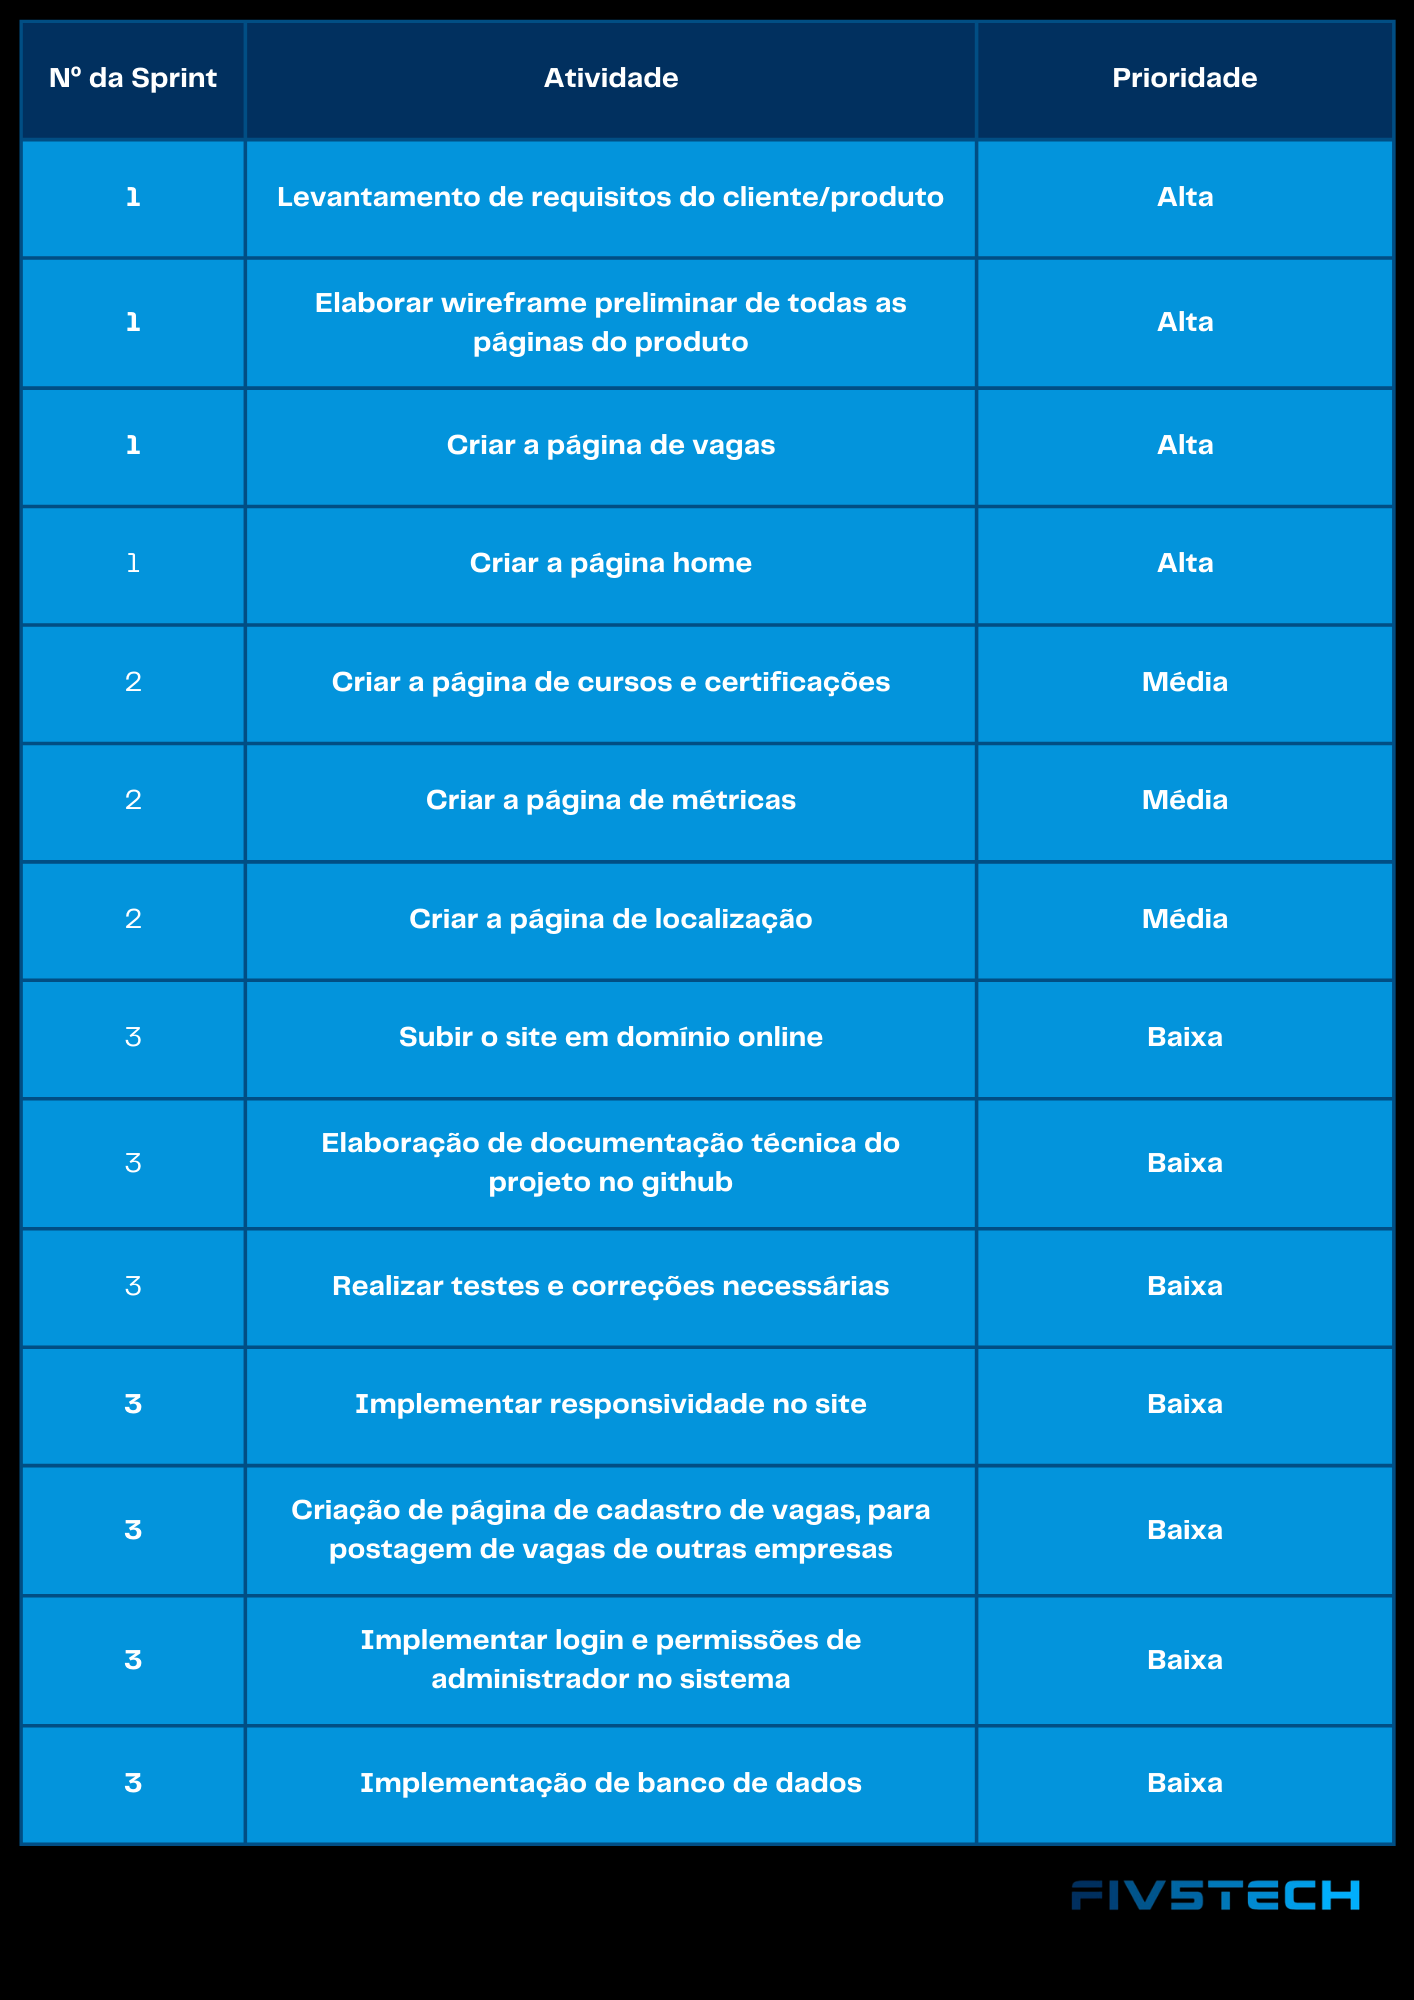 Nº da Sprint Atividade Prioridade
1 Levantamento de requisitos do cliente/produto Alta
1 Elaborar wireframe preliminar de todas as
páginas do produto Alta
1 Criar a página de vagas Alta
1 Criar a página home Alta
2 Criar a página de cursos e certificações Média
2 Criar a página de métricas Média
2 Criar a página de localização Média
3 Subir o site em domínio online Baixa
3 Elaboração de documentação técnica do
projeto no github Baixa
3 Realizar testes e correções necessárias Baixa
3 Implementar responsividade no site Baixa
3 Criação de página de cadastro de vagas, para
postagem de vagas de outras empresas Baixa
3 Implementar login e permissões de
administrador no sistema Baixa
3 Implementação de banco de dados Baixa
FIV5TECH